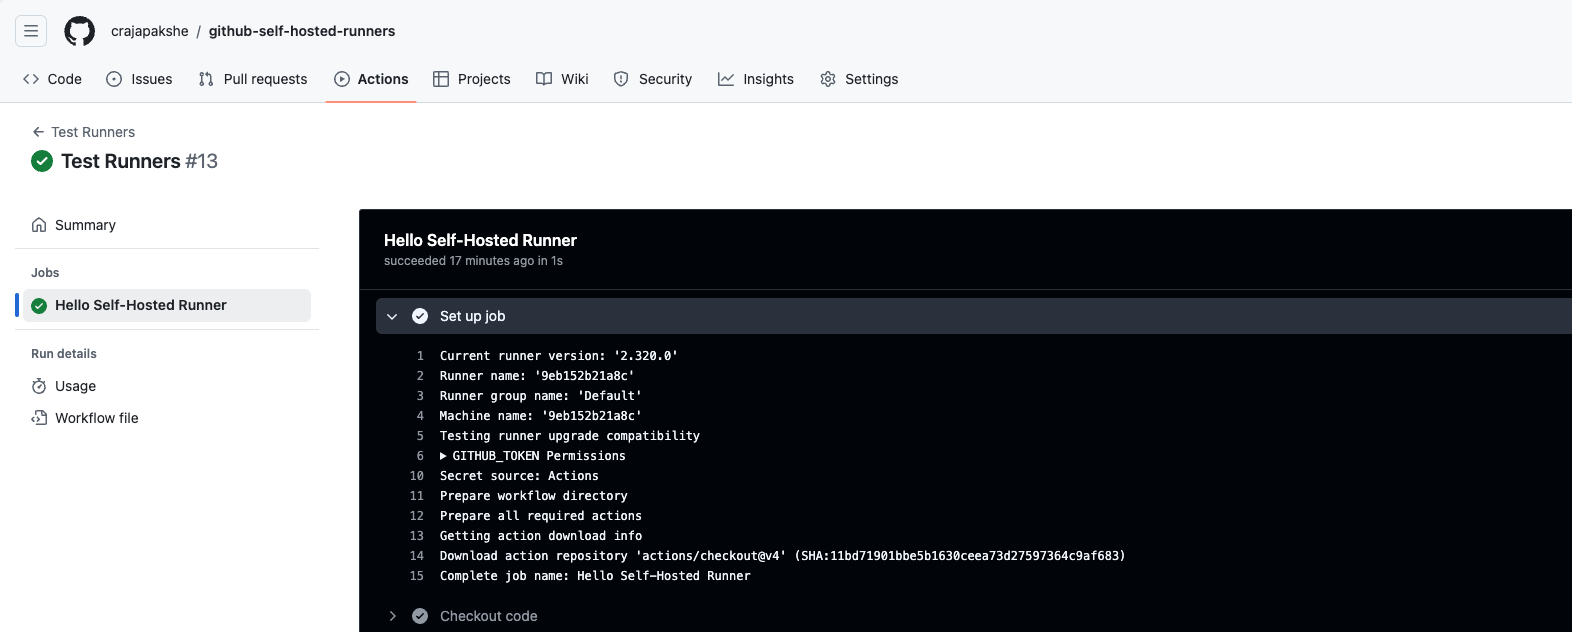 crajapakshe / github-self-hosted-runners
Code Issues Pull requests Actions Projects Wiki Security Insights Settings
Test Runners
Test Runners #13
Summary
Jobs
Hello Self-Hosted Runner
Run details
Usage
Workflow file
Hello Self-Hosted Runner
succeeded 17 minutes ago in 1s
Set up job
1 Current runner version: '2.320.0'
2 Runner name: '9eb152b21a8c'
3 Runner group name: 'Default'
4 Machine name: '9eb152b21a8c'
5 Testing runner upgrade compatibility
6 GITHUB_TOKEN Permissions
10 Secret source: Actions
11 Prepare workflow directory
12 Prepare all required actions
13 Getting action download info
14 Download action repository 'actions/checkout@v4' (SHA:11bd71901bbe5b1630ceea73d27597364c9af683)
15 Complete job name: Hello Self-Hosted Runner
Checkout code